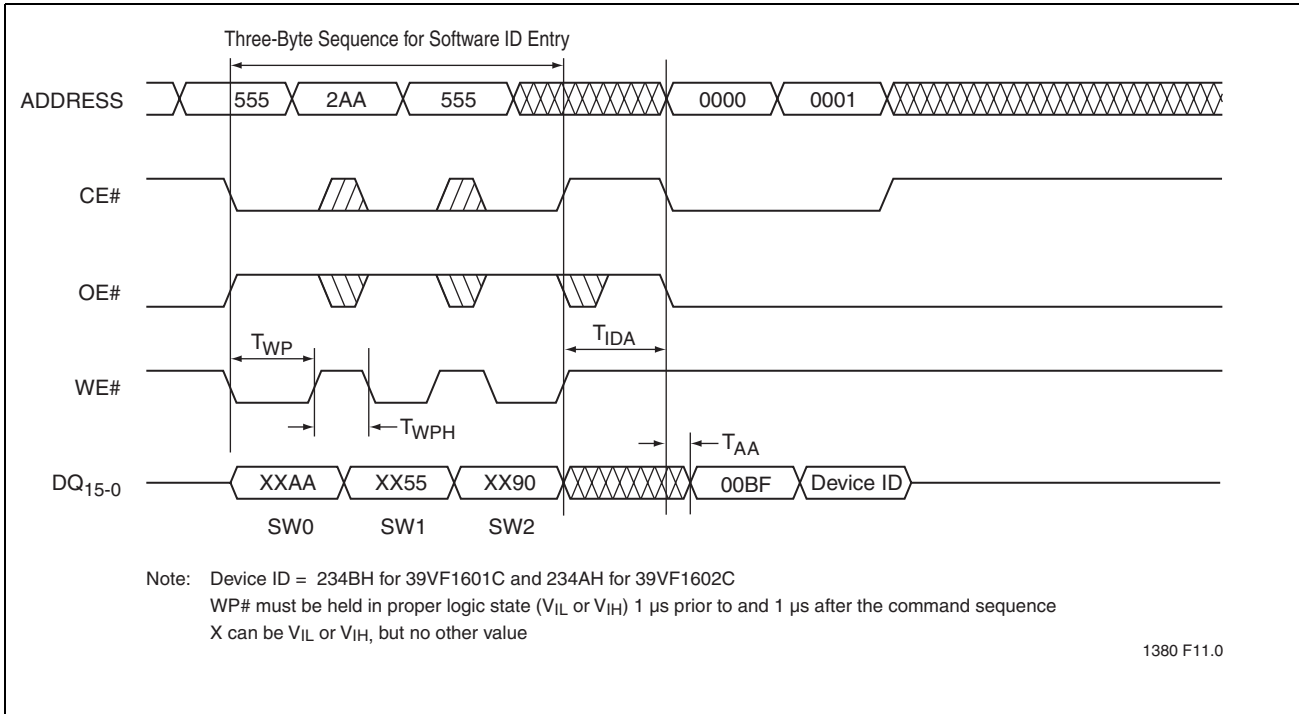 Three-Byte Sequence for Software ID Entry
ADDRESS 555 2AA 555 0000 0001
CE#
OE#
TWP TIDA
WE#
TWPH TAA
DQ15-0 XXAA XX55 XX90 00BF Device ID
SW0 SW1 SW2
Note: Device ID = 234BH for 39VF1601C and 234AH for 39VF1602C
WP# must be held in proper logic state (VIL or VIH) 1 µs prior to and 1 µs after the command sequence
X can be VIL or VIH, but no other value
1380 F11.0